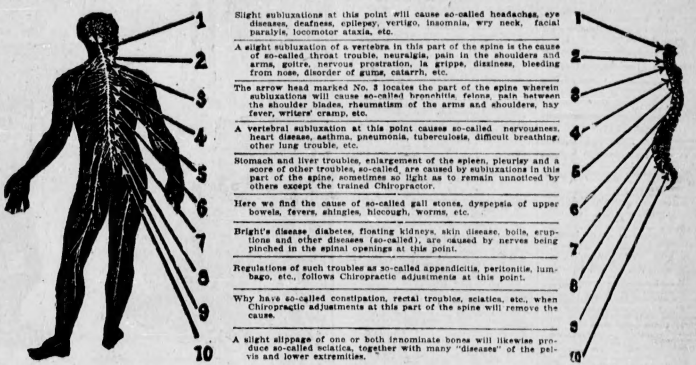 1
2
3
4
5
6
7
8
9
10
Slight subluxations at this point will cause so-called headaches, eye
diseases, deafness, epilepsy, vertigo, insomnia, wry neck, facial
paralyis, locomotor ataxia, etc.
A slight subluxation of a vertebra in this part of the spine is the cause
of so-called throat trouble, neuralgia, pain in the shoulders and
arms, goitre, nervous prostration, la grippe, dizziness, bleeding
from nose, disorder of gums, catarrh, etc.
The arrow head marked No. 3 locates the part of the spine wherein
subluxations will cause so-called bronchitis, felons, pain between
the shoulder blades, rheumatism of the arms and shoulders, hay
fever, writers' cramp, etc.
A vertebral subluxation at this point causes so-called nervousness,
heart disease, asthma, pneumonia, tuberculosis, difficult breathing,
other lung trouble, etc.
Stomach and liver troubles, enlargement of the spleen, pleurisy and a
score of other troubles, so-called, are caused by subluxations in this
part of the spine, sometimes so light as to remain unnoticed by
others except the trained Chiropractor.
Here we find the cause of so-called gall stones, dyspepsia of upper
bowels, fevers, shingles, hiccough, worms, etc.
Bright's disease, diabetes, floating kidneys, skin disease, boils, erup-
tions and other diseases (so-called), are caused by nerves being
pinched in the spinal openings at this point.
Regulations of such troubles as so-called appendicitis, peritonitis, lum-
bago, etc., follows Chiropractic adjustments at this point.
Why have so-called constipation, rectal troubles, sciatica, etc., when
Chiropractic adjustments at this part of the spine will remove the
cause.
A slight slippage of one or both innominate bones will likewise pro-
duce so-called sciatica, together with many "diseases" of the pel-
vis and lower extremities.
1
2
3
4
5
6
7
8
9
10